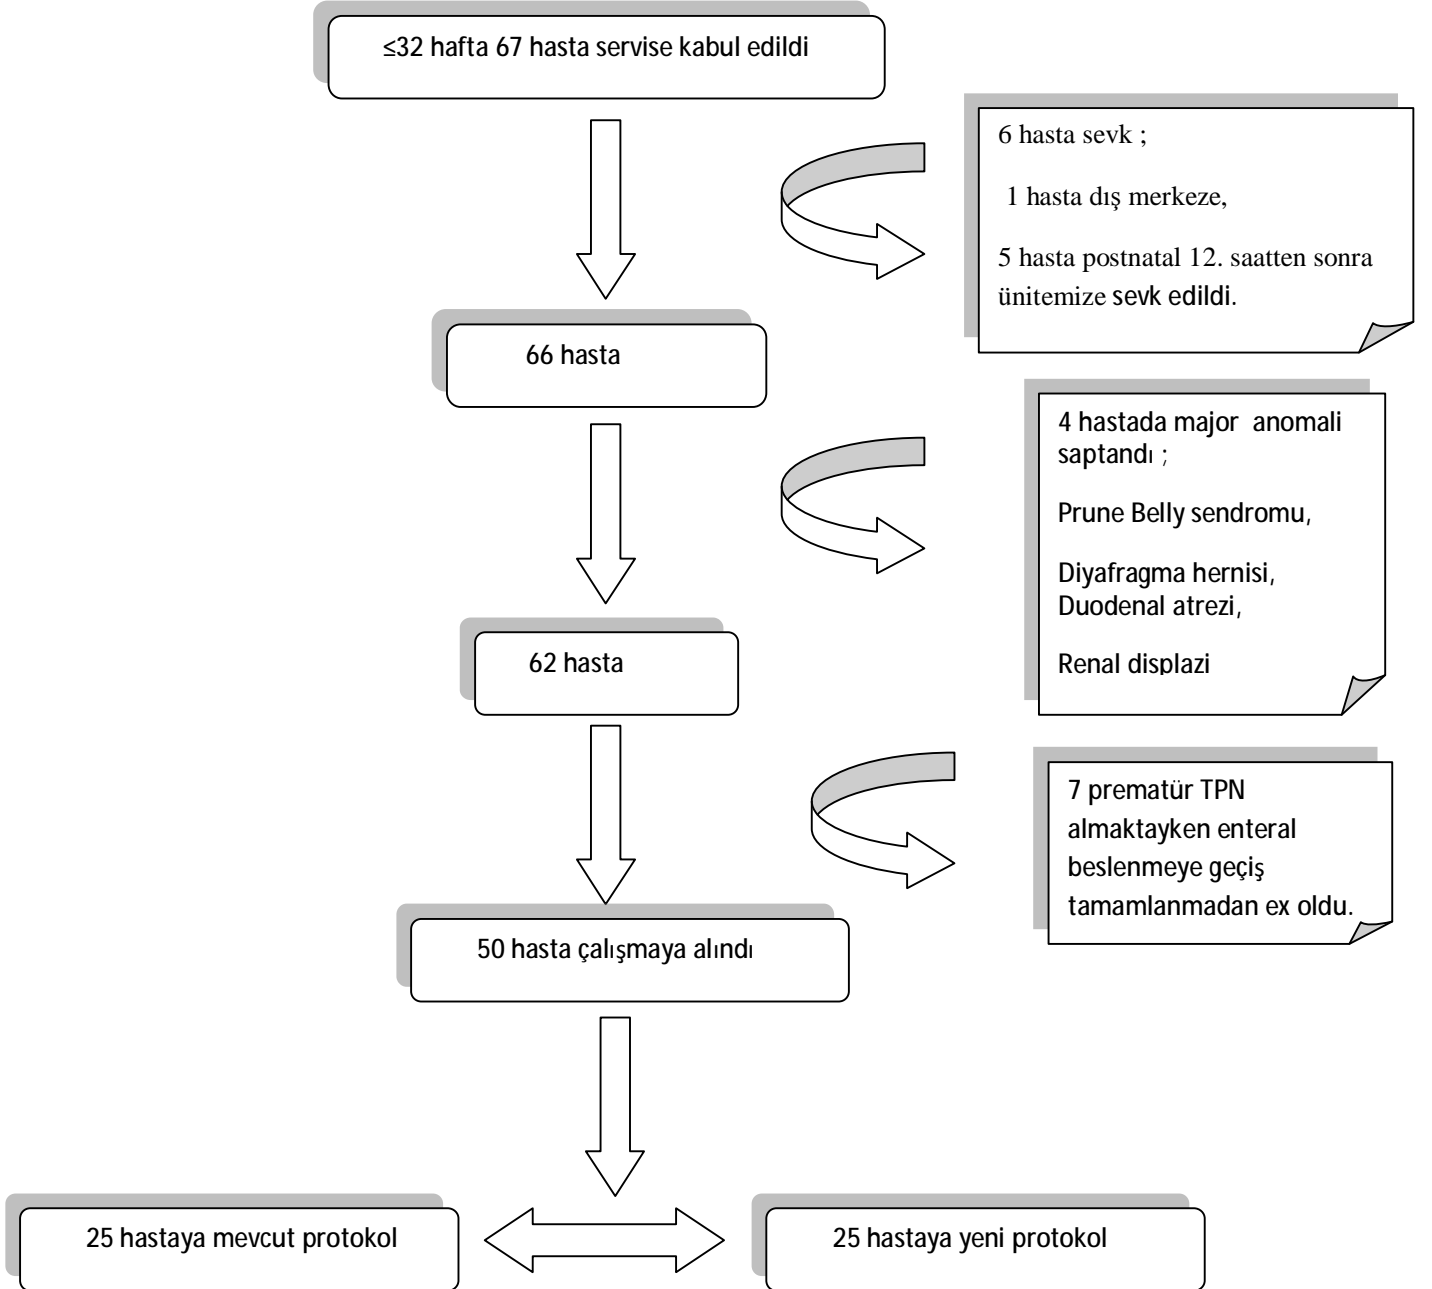 ≤32 hafta 67 hasta servise kabul edildi
6 hasta sevk ;
1 hasta dış merkeze,
5 hasta postnatal 12. saatten sonra
ünitemize sevk edildi.
66 hasta
4 hastada major anomali
saptandı ;
Prune Belly sendromu,
Diyafragma hernisi,
Duodenal atrezi,
Renal displazi
62 hasta
7 prematür TPN
almaktayken enteral
beslenmeye geçiş
tamamlanmadan ex oldu.
50 hasta çalışmaya alındı
25 hastaya mevcut protokol
25 hastaya yeni protokol